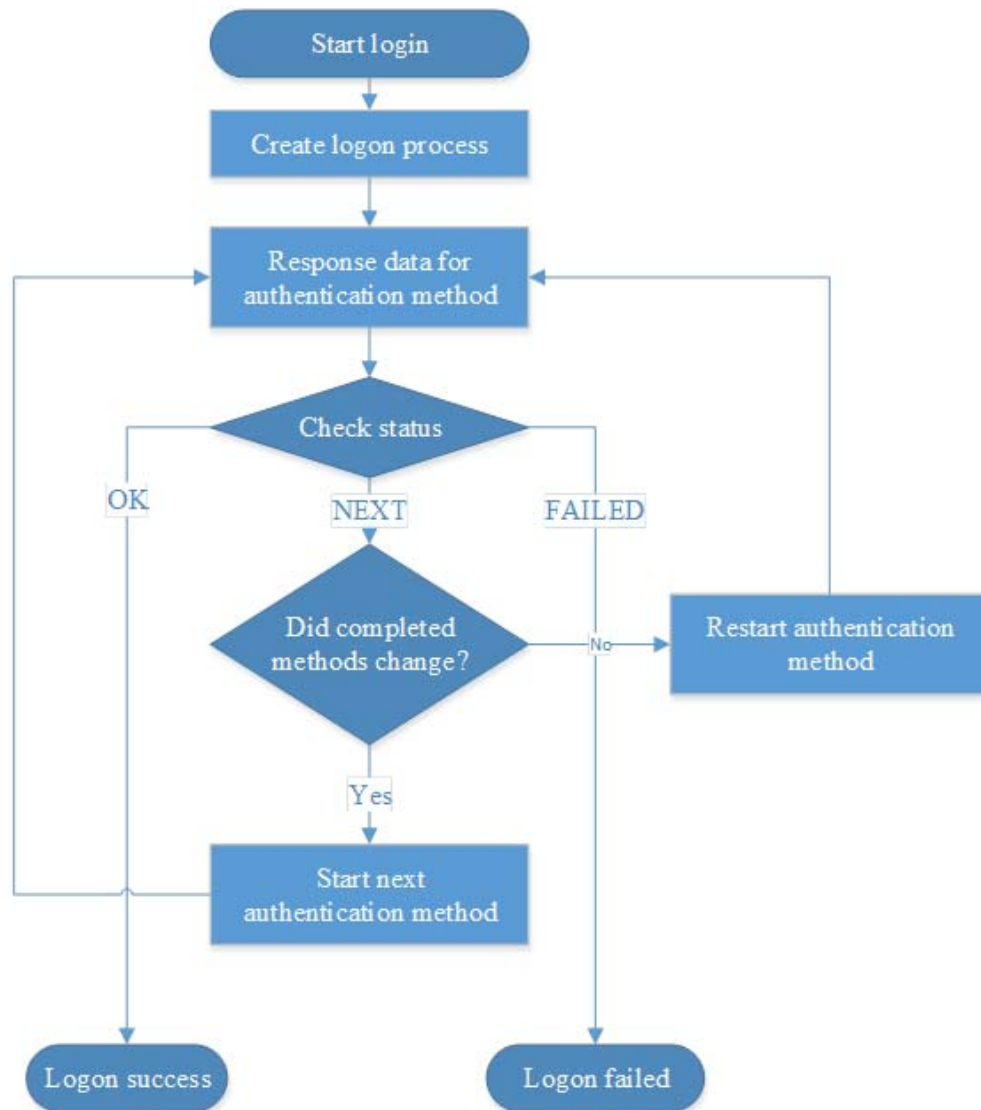 Start login
Create logon process
Response data for
authentication method
Check status
OK
NEXT
FAILED
Did completed
methods change?
No
Restart authentication
method
Yes
Start next
authentication method
Logon success
Logon failed